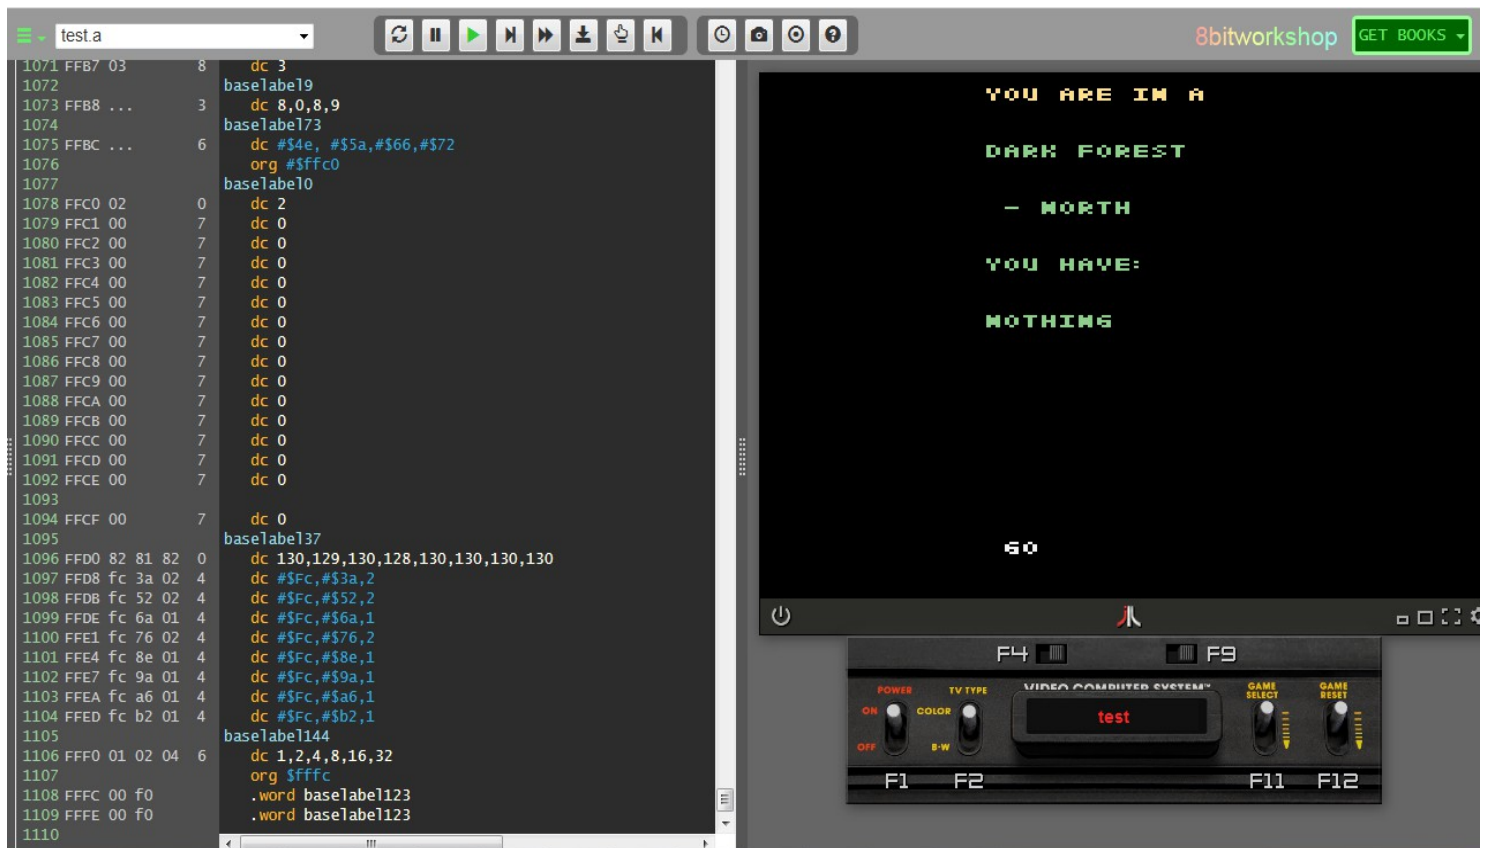 test.a
8bitworkshop
GET BOOKS
1071 FFB7 03 8 dc 3
1072 baselabel9
1073 FFB8 ... 3 dc 8,0,8,9
1074 baselabel73
1075 FFBC ... 6 dc #$4e, #$5a,#$66,#$72
1076 org #$ffc0
1077 baselabel0
1078 FFC0 02 0 dc 2
1079 FFC1 00 7 dc 0
1080 FFC2 00 7 dc 0
1081 FFC3 00 7 dc 0
1082 FFC4 00 7 dc 0
1083 FFC5 00 7 dc 0
1084 FFC6 00 7 dc 0
1085 FFC7 00 7 dc 0
1086 FFC8 00 7 dc 0
1087 FFC9 00 7 dc 0
1088 FFCA 00 7 dc 0
1089 FFCB 00 7 dc 0
1090 FFCC 00 7 dc 0
1091 FFCD 00 7 dc 0
1092 FFCE 00 7 dc 0
1093
1094 FFCF 00 7 dc 0
1095 baselabel37
1096 FFD0 82 81 82 0 dc 130,129,130,128,130,130,130,130
1097 FFD8 fc 3a 02 4 dc #$Fc,#$3a,2
1098 FFDB fc 52 02 4 dc #$Fc,#$52,2
1099 FFDE fc 6a 01 4 dc #$Fc,#$6a,1
1100 FFE1 fc 76 02 4 dc #$Fc,#$76,2
1101 FFE4 fc 8e 01 4 dc #$Fc,#$8e,1
1102 FFE7 fc 9a 01 4 dc #$Fc,#$9a,1
1103 FFEA fc a6 01 4 dc #$Fc,#$a6,1
1104 FFED fc b2 01 4 dc #$Fc,#$b2,1
1105 baselabel144
1106 FFF0 01 02 04 6 dc 1,2,4,8,16,32
1107 org $fffc
1108 FFFC 00 f0 .word baselabel123
1109 FFFE 00 f0 .word baselabel123
1110
YOU ARE IN A
DARK FOREST
- NORTH
YOU HAVE:
NOTHING
GO
F4 F9
POWER TV TYPE VIDEO COMPUTER SYSTEM™ GAME SELECT GAME RESET
ON COLOR test
OFF B-W
F1 F2 F11 F12